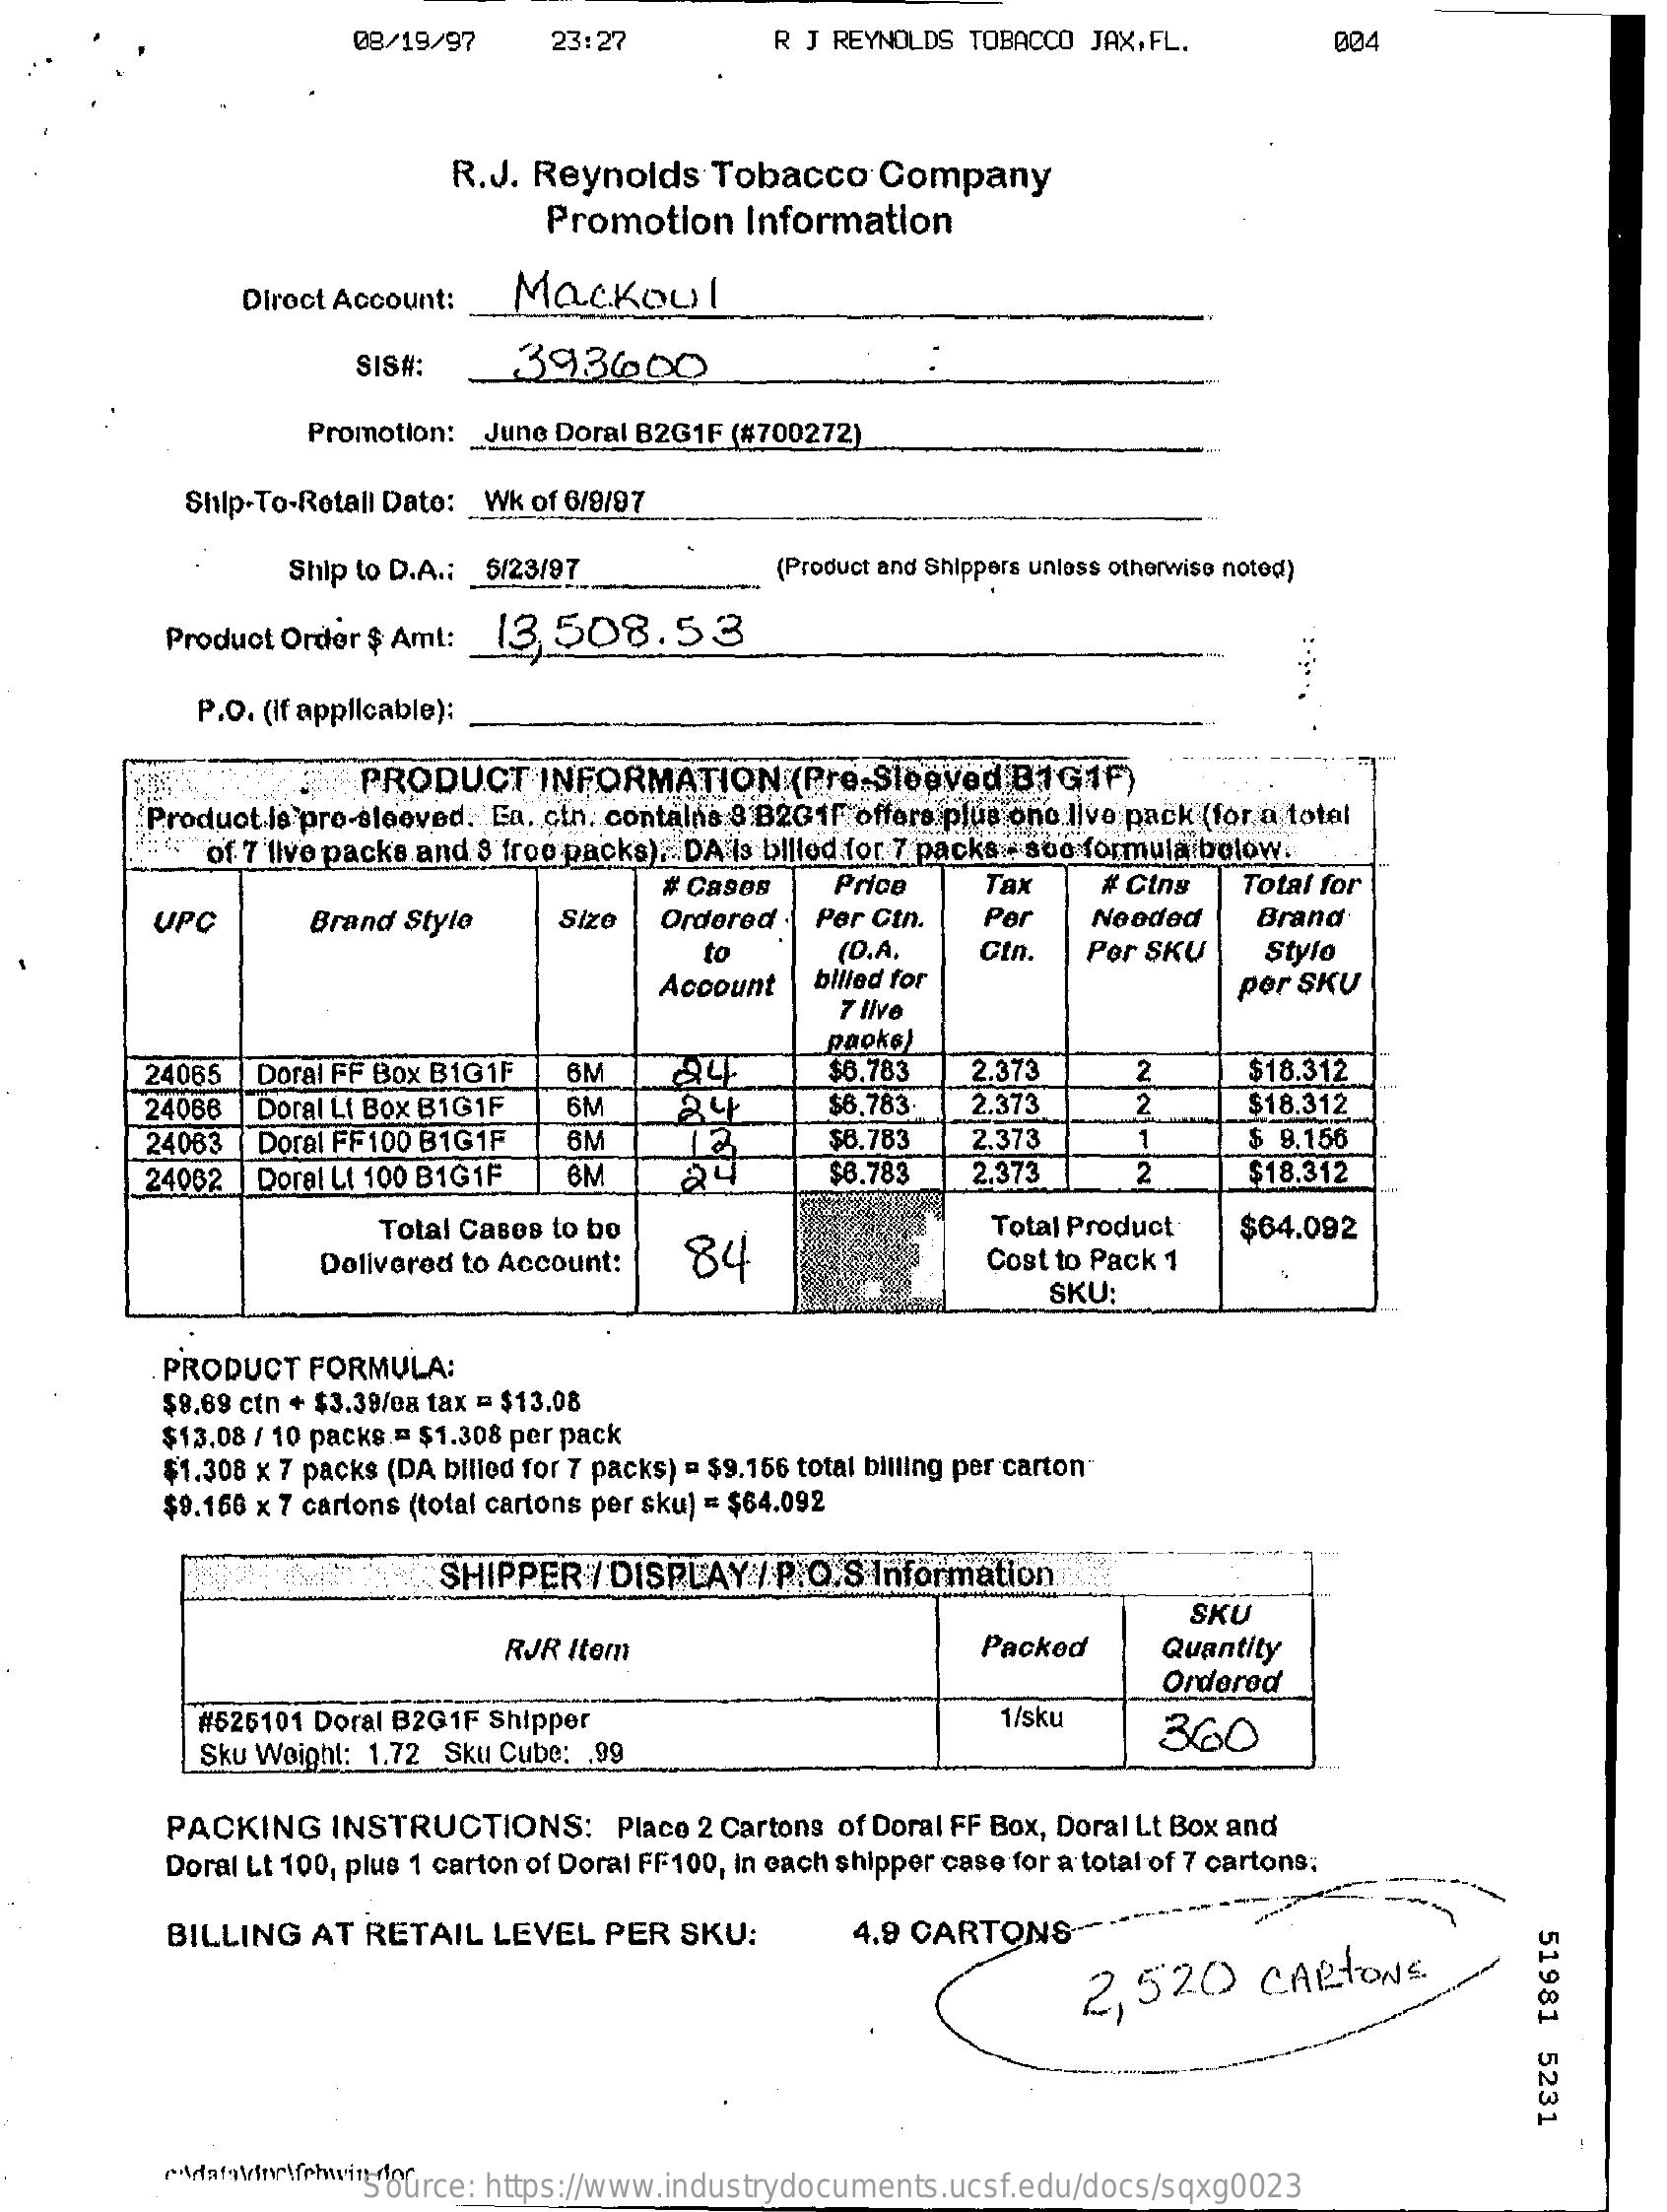 08/19/97 23:27 R J REYNOLDS TOBACCO JAX,FL. 004
R.J. Reynolds Tobacco Company
Promotion Information
Direct Account: Mackoul
SIS#: 393600
Promotion: June Doral B2G1F (#700272)
Ship-To-Retail Date: Wk of 6/9/97
Ship to D.A.: 5/23/97 (Product and Shippers unless otherwise noted)
Product Order $ Amt: 13,508.53
P.O. (if applicable):
PRODUCT INFORMATION (Pre-Sleeved B1G1F)
Product is pre-sleeved. Ea. ctn. contains 3 B2G1F offers plus one live pack (for a total
of 7 live packs and 3 free packs). DA is billed for 7 packs - see formula below.
UPC Brand Style Size # Cases Ordered to Account Price Per Ctn. (D.A. billed for 7 live packs) Tax Per Ctn. # Ctns Needed Per SKU Total for Brand Style per SKU
24065 Doral FF Box B1G1F 6M 24 $6.783 2.373 2 $18.312
24066 Doral Lt Box B1G1F 6M 24 $6.783 2.373 2 $18.312
24063 Doral FF100 B1G1F 6M 12 $6.783 2.373 1 $ 9.156
24062 Doral Lt 100 B1G1F 6M 24 $6.783 2.373 2 $18.312
Total Cases to be Delivered to Account: 84 Total Product Cost to Pack 1 SKU: $64.092
PRODUCT FORMULA:
$9.69 ctn + $3.39/ea tax = $13.08
$13.08 / 10 packs = $1.308 per pack
$1.308 x 7 packs (DA billed for 7 packs) = $9.156 total billing per carton
$9.156 x 7 cartons (total cartons per sku) = $64.092
SHIPPER / DISPLAY / P.O.S Information
RJR Item Packed SKU Quantity Ordered
#525101 Doral B2G1F Shipper 1/sku 360
Sku Weight: 1.72 Sku Cube: .99
PACKING INSTRUCTIONS: Place 2 Cartons of Doral FF Box, Doral Lt Box and
Doral Lt 100, plus 1 carton of Doral FF100, in each shipper case for a total of 7 cartons.
BILLING AT RETAIL LEVEL PER SKU: 4.9 CARTONS
2,520 CARTONS
51981 5231
c:\data\doc\febwin.doc
Source: https://www.industrydocuments.ucsf.edu/docs/sqxg0023